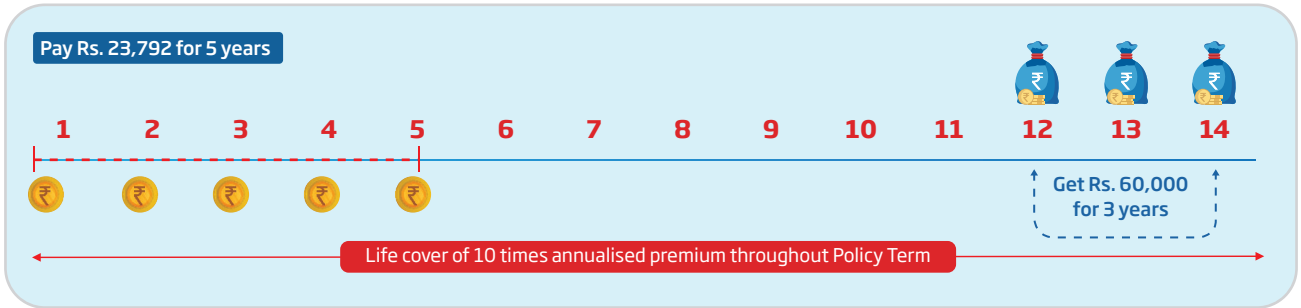 Pay Rs. 23,792 for 5 years
₹ ₹ ₹
1 2 3 4 5 6 7 8 9 10 11 12 13 14
₹ ₹ ₹ ₹ ₹
Get Rs. 60,000
for 3 years
Life cover of 10 times annualised premium throughout Policy Term